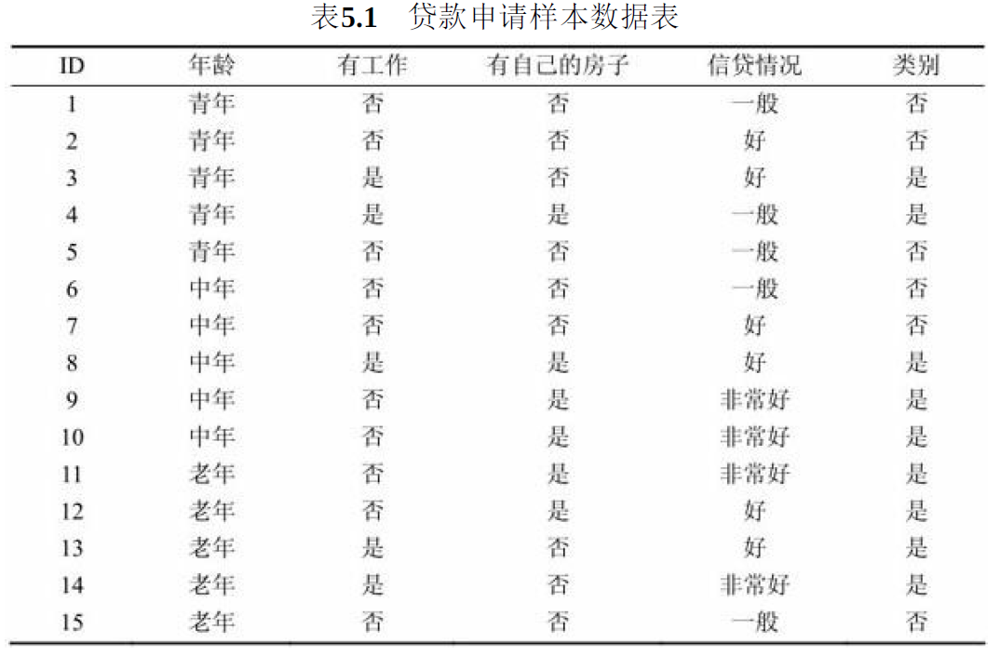 表5.1 贷款申请样本数据表
ID 年龄 有工作 有自己的房子 信贷情况 类别
1 青年 否 否 一般 否
2 青年 否 否 好 否
3 青年 是 否 好 是
4 青年 是 是 一般 是
5 青年 否 否 一般 否
6 中年 否 否 一般 否
7 中年 否 否 好 否
8 中年 是 是 好 是
9 中年 否 是 非常好 是
10 中年 否 是 非常好 是
11 老年 否 是 非常好 是
12 老年 否 是 好 是
13 老年 是 否 好 是
14 老年 是 否 非常好 是
15 老年 否 否 一般 否